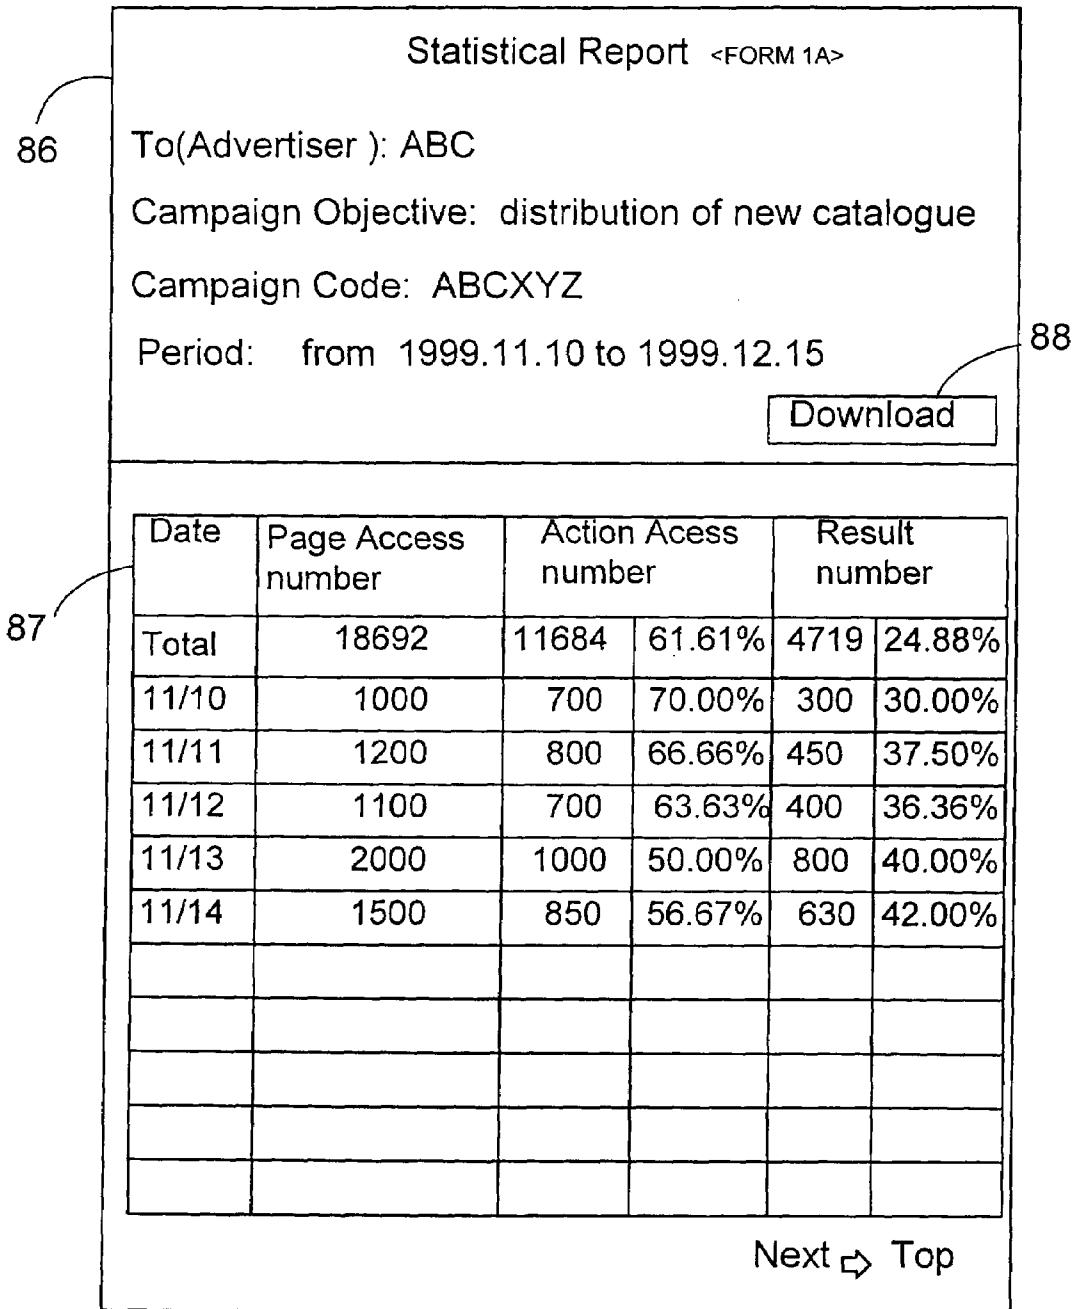 Statistical Report <FORM 1A>
86
To(Advertiser ): ABC
Campaign Objective: distribution of new catalogue
Campaign Code: ABCXYZ
Period: from 1999.11.10 to 1999.12.15
88
Download
Date Page Access number Action Acess number Result number
87
Total 18692 11684 61.61% 4719 24.88%
11/10 1000 700 70.00% 300 30.00%
11/11 1200 800 66.66% 450 37.50%
11/12 1100 700 63.63% 400 36.36%
11/13 2000 1000 50.00% 800 40.00%
11/14 1500 850 56.67% 630 42.00%
Next ⇨ Top